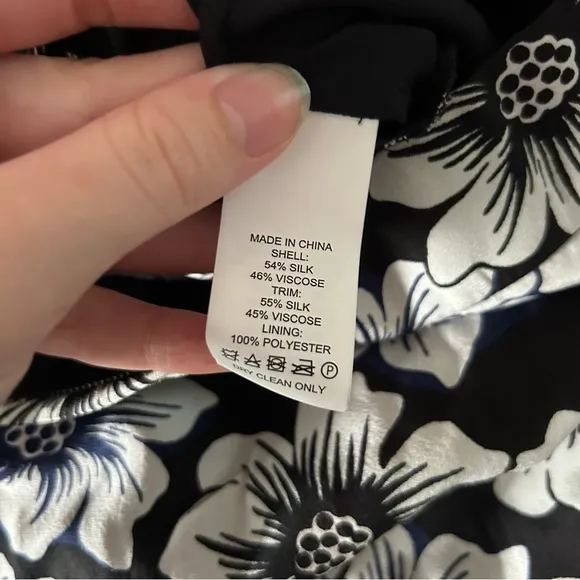 MADE IN CHINA
SHELL:
54% SILK
46% VISCOSE
TRIM:
55% SILK
45% VISCOSE
LINING:
100% POLYESTER
P
DRY CLEAN ONLY